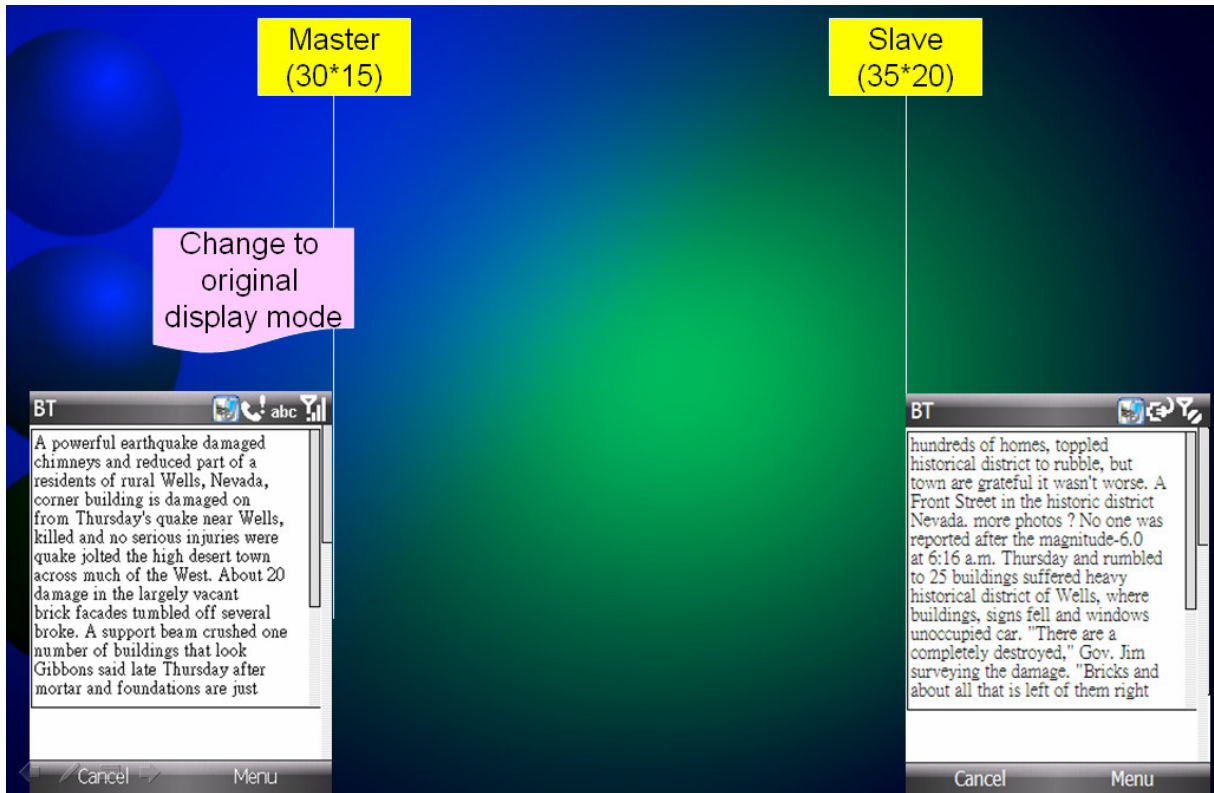 Master
(30*15)
Slave
(35*20)
Change to
original
display mode
BT
abc
A powerful earthquake damaged
chimneys and reduced part of a
residents of rural Wells, Nevada,
corner building is damaged on
from Thursday's quake near Wells,
killed and no serious injuries were
quake jolted the high desert town
across much of the West. About 20
damage in the largely vacant
brick facades tumbled off several
broke. A support beam crushed one
number of buildings that look
Gibbons said late Thursday after
mortar and foundations are just
Cancel
Menu
BT
hundreds of homes, toppled
historical district to rubble, but
town are grateful it wasn't worse. A
Front Street in the historic district
Nevada. more photos ? No one was
reported after the magnitude-6.0
at 6:16 a.m. Thursday and rumbled
to 25 buildings suffered heavy
historical district of Wells, where
buildings, signs fell and windows
unoccupied car. "There are a
completely destroyed," Gov. Jim
surveying the damage. "Bricks and
about all that is left of them right
Cancel
Menu